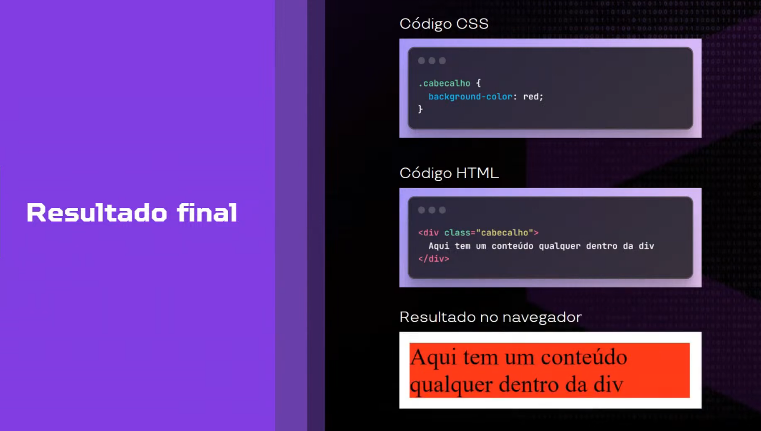 Resultado final
Código CSS
.cabecalho {
background-color: red;
}
Código HTML
<div class="cabecalho">
Aqui tem um conteúdo qualquer dentro da div
</div>
Resultado no navegador
Aqui tem um conteúdo
qualquer dentro da div